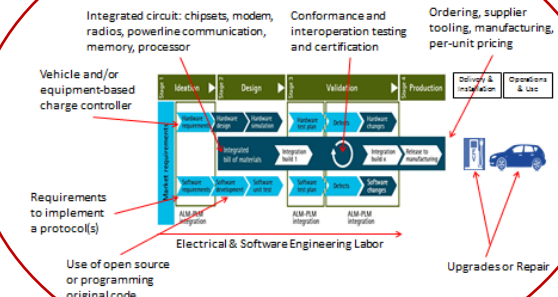 Integrated circuit: chipsets, modem,
radios, powerline communication,
memory, processor
Conformance and
interoperation testing
and certification
Ordering, supplier
tooling, manufacturing,
per-unit pricing
Vehicle and/or
equipment-based
charge controller
Stage 1
Ideation
Stage 2
Design
Stage 3
Validation
Stage 4
Production
Delivery &
Installation
Operations
& Use
Market requirements
Hardware
requirements
Hardware
design
Hardware
simulation
Hardware
test plan
Defects
Hardware
changes
Integrated
bill of materials
Integration
build 1
Integration
build x
Release to
manufacturing
Software
requirements
Software
development
Software
unit test
Software
test plan
Defects
Software
changes
ALM-PLM
integration
ALM-PLM
integration
ALM-PLM
integration
Requirements
to implement
a protocol(s)
Electrical & Software Engineering Labor
Use of open source
or programming
original code
Upgrades or Repair